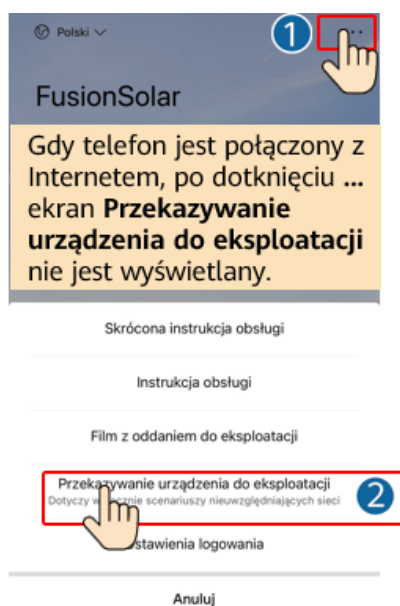 Polski
1
...
FusionSolar
Gdy telefon jest połączony z
Internetem, po dotknięciu ...
ekran Przekazywanie
urządzenia do eksploatacji
nie jest wyświetlany.
Skrócona instrukcja obsługi
Instrukcja obsługi
Film z oddaniem do eksploatacji
Przekazywanie urządzenia do eksploatacji
Dotyczy nieuwzględniających scenariuszy sieci
2
logowania
Anuluj